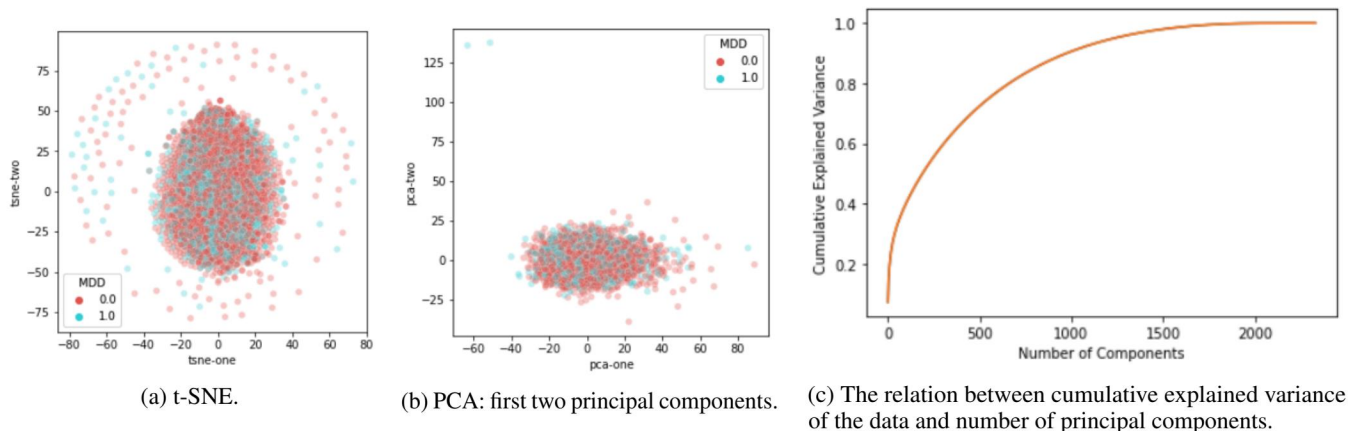 75
50
25
0
−25
−50
−75
tsne-two
MDD
0.0
1.0
−80 −60 −40 −20 0 20 40 60 80
tsne-one
(a) t-SNE.
125
100
75
50
25
0
−25
pca-two
MDD
0.0
1.0
−60 −40 −20 0 20 40 60 80
pca-one
(b) PCA: first two principal components.
1.0
0.8
0.6
0.4
0.2
Cumulative Explained Variance
0 500 1000 1500 2000
Number of Components
(c) The relation between cumulative explained variance
of the data and number of principal components.